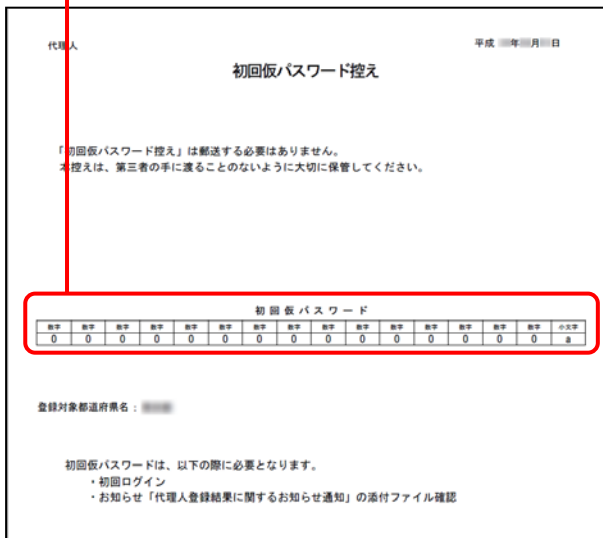 代理人
平成 年 月 日
初回仮パスワード控え
「初回仮パスワード控え」は郵送する必要はありません。
本控えは、第三者の手に渡ることのないように大切に保管してください。
初回仮パスワード
数字 数字 数字 数字 数字 数字 数字 数字 数字 数字 数字 数字 数字 数字 数字 小文字
0 0 0 0 0 0 0 0 0 0 0 0 0 0 0 a
登録対象都道府県名：
初回仮パスワードは、以下の際に必要となります。
・初回ログイン
・お知らせ「代理人登録結果に関するお知らせ通知」の添付ファイル確認